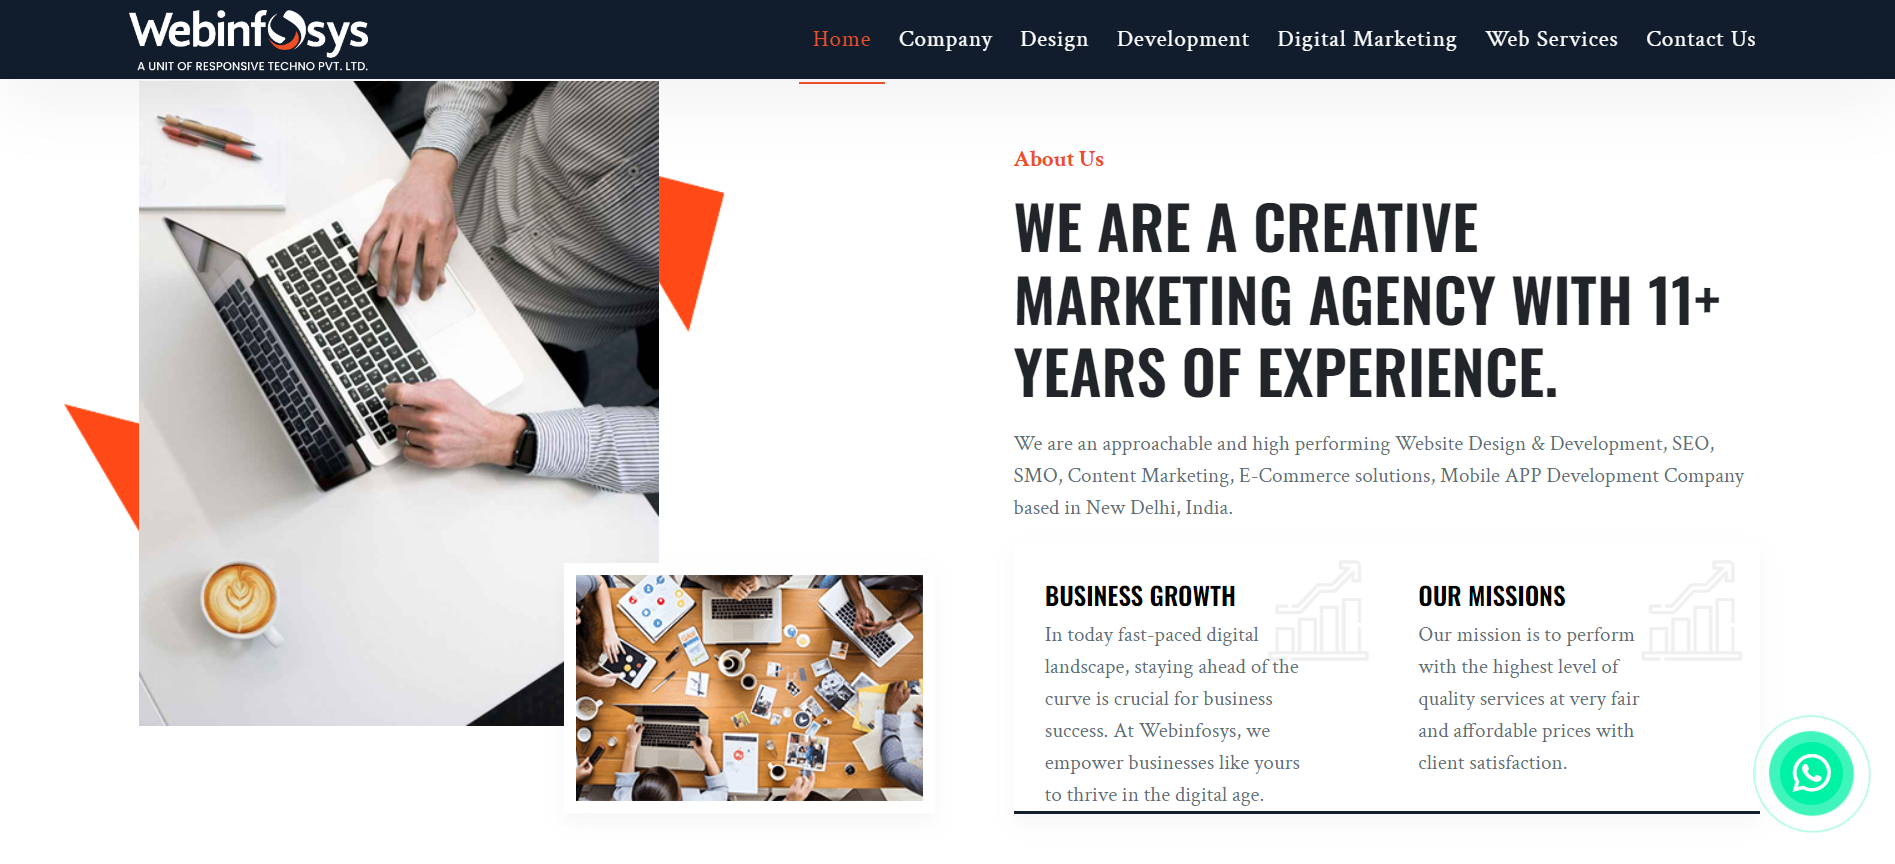 Webinfosys
A UNIT OF RESPONSIVE TECHNO PVT. LTD.
Home Company Design Development Digital Marketing Web Services Contact Us
About Us
WE ARE A CREATIVE
MARKETING AGENCY WITH 11+
YEARS OF EXPERIENCE.
We are an approachable and high performing Website Design & Development, SEO,
SMO, Content Marketing, E-Commerce solutions, Mobile APP Development Company
based in New Delhi, India.
BUSINESS GROWTH
In today fast-paced digital
landscape, staying ahead of the
curve is crucial for business
success. At Webinfosys, we
empower businesses like yours
to thrive in the digital age.
OUR MISSIONS
Our mission is to perform
with the highest level of
quality services at very fair
and affordable prices with
client satisfaction.